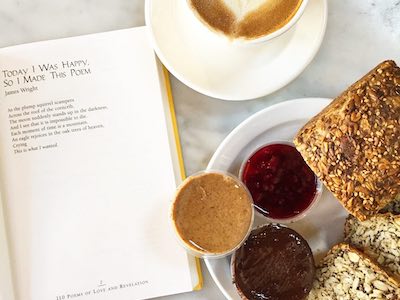 TODAY I WAS HAPPY,
SO I MADE THIS POEM
James Wright
As the plump squirrel scampers
Across the roof of the corncrib,
The moon suddenly stands up in the darkness,
And I see that it is impossible to die.
Each moment of time is a mountain.
An eagle rejoices in the oak trees of heaven,
Crying
This is what I wanted.
2
210 POEMS OF LOVE AND REVELATION